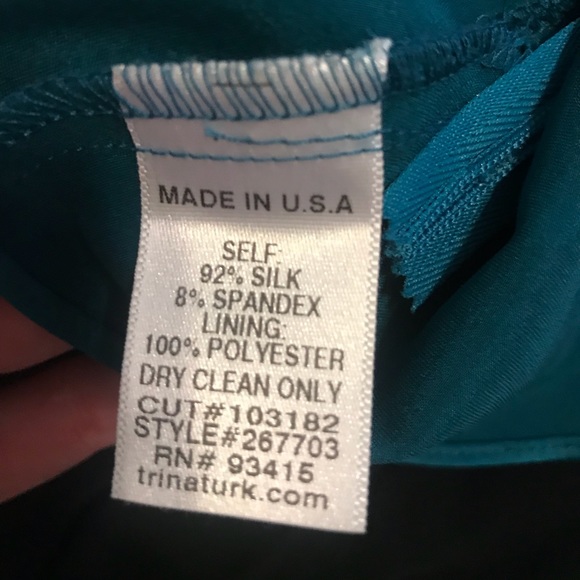 MADE IN U.S.A
SELF:
92% SILK
8% SPANDEX
LINING:
100% POLYESTER
DRY CLEAN ONLY
CUT#103182
STYLE#267703
RN# 93415
trinaturk.com